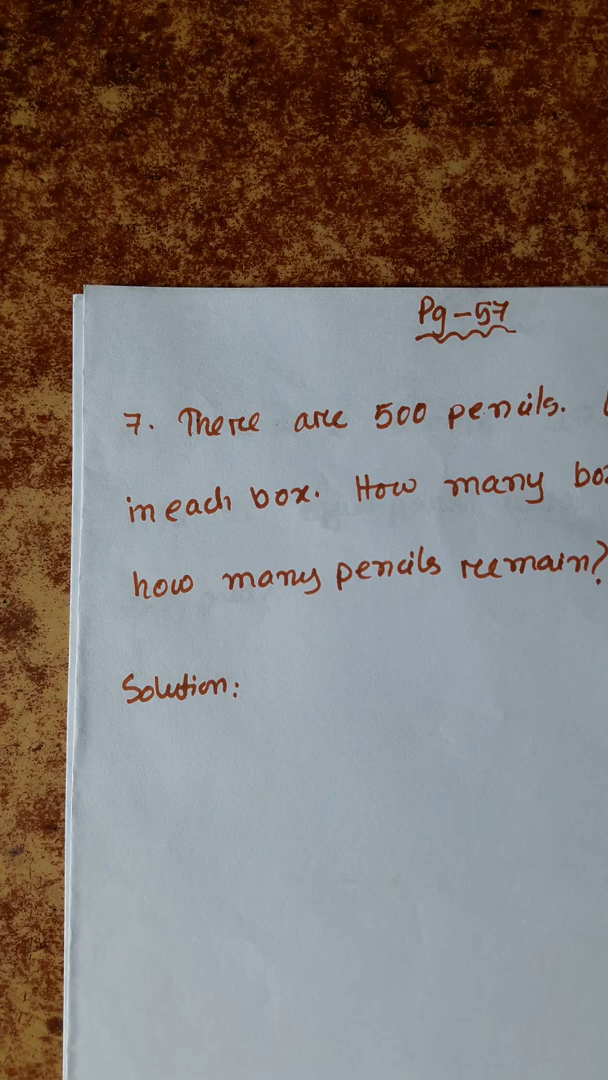 Pg-57
7. There are 500 pencils.
in each box. How many
how many pencils remain?
Solution: